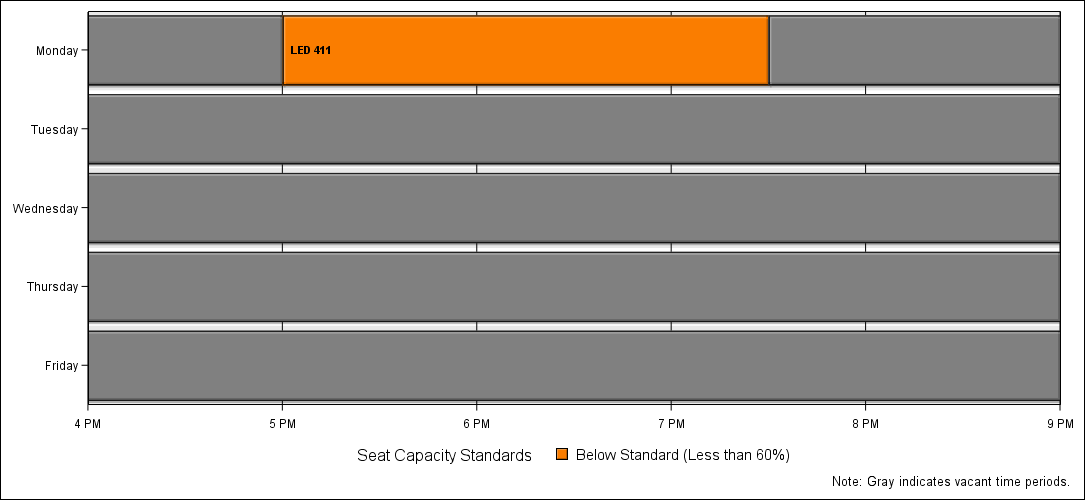 Monday
LED 411
Tuesday
Wednesday
Thursday
Friday
4 PM 5 PM 6 PM 7 PM 8 PM 9 PM
Seat Capacity Standards Below Standard (Less than 60%)
Note: Gray indicates vacant time periods.